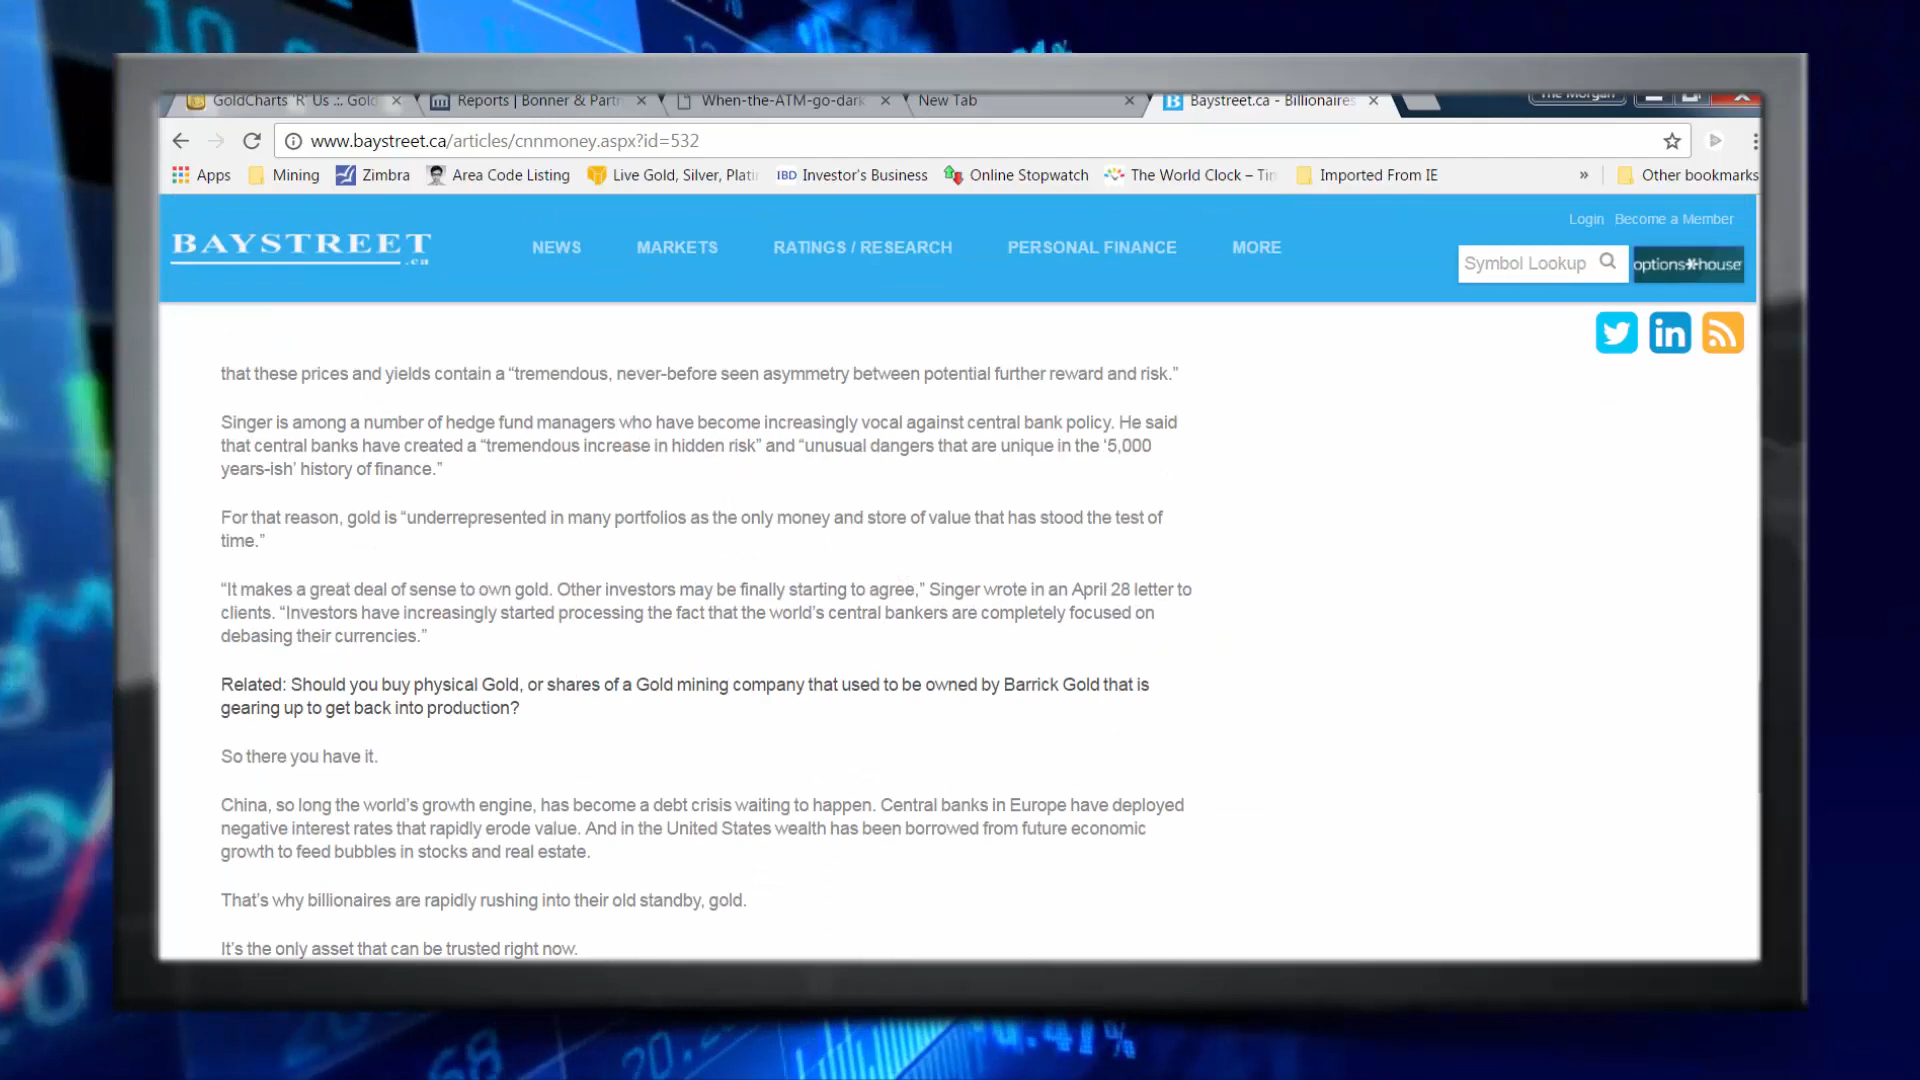 GoldCharts 'R' Us .:. Gold
Reports | Bonner & Partn
When-the-ATM-go-dark
New Tab
Baystreet.ca - Billionaires
The Morgan
www.baystreet.ca/articles/cnnmoney.aspx?id=532
Apps
Mining
Zimbra
Area Code Listing
Live Gold, Silver, Plati
IBD Investor's Business
Online Stopwatch
The World Clock – Tim
Imported From IE
»
Other bookmarks
Login Become a Member
BAYSTREET
.ca
NEWS
MARKETS
RATINGS / RESEARCH
PERSONAL FINANCE
MORE
Symbol Lookup
optionshouse
that these prices and yields contain a “tremendous, never-before seen asymmetry between potential further reward and risk.”
Singer is among a number of hedge fund managers who have become increasingly vocal against central bank policy. He said
that central banks have created a “tremendous increase in hidden risk” and “unusual dangers that are unique in the ‘5,000
years-ish’ history of finance.”
For that reason, gold is “underrepresented in many portfolios as the only money and store of value that has stood the test of
time.”
“It makes a great deal of sense to own gold. Other investors may be finally starting to agree,” Singer wrote in an April 28 letter to
clients. “Investors have increasingly started processing the fact that the world’s central bankers are completely focused on
debasing their currencies.”
Related: Should you buy physical Gold, or shares of a Gold mining company that used to be owned by Barrick Gold that is
gearing up to get back into production?
So there you have it.
China, so long the world’s growth engine, has become a debt crisis waiting to happen. Central banks in Europe have deployed
negative interest rates that rapidly erode value. And in the United States wealth has been borrowed from future economic
growth to feed bubbles in stocks and real estate.
That’s why billionaires are rapidly rushing into their old standby, gold.
It’s the only asset that can be trusted right now.